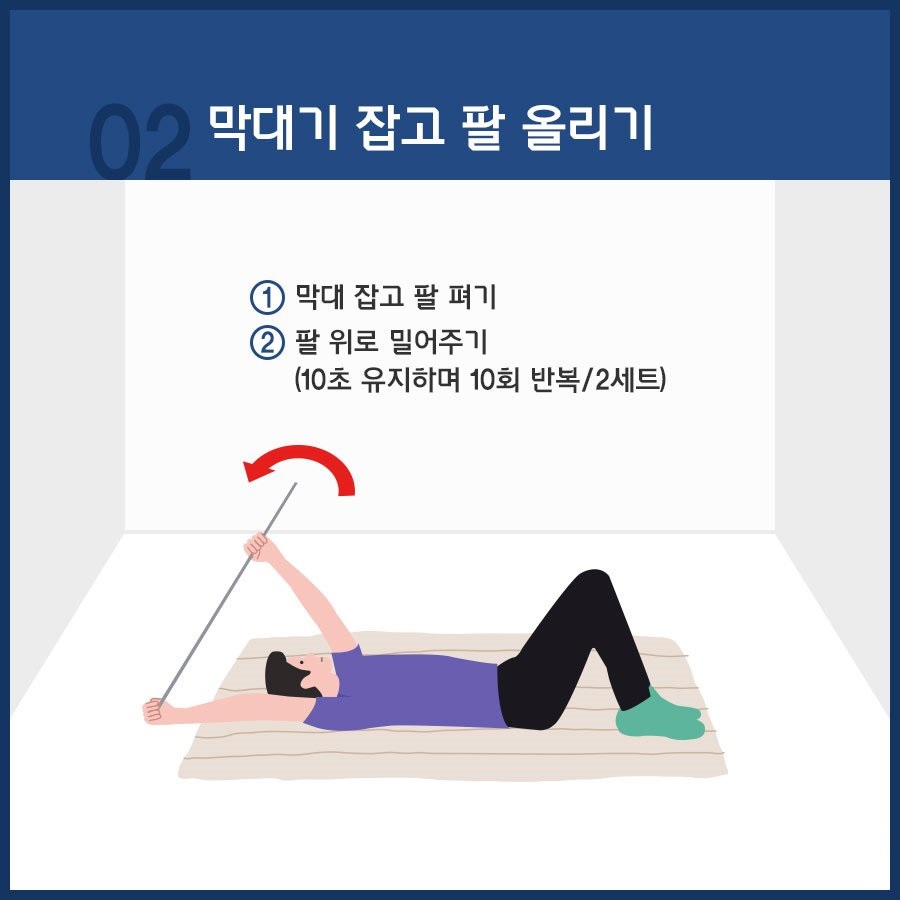 02 막대기 잡고 팔 올리기
① 막대 잡고 팔 펴기
② 팔 위로 밀어주기
(10초 유지하며 10회 반복/2세트)